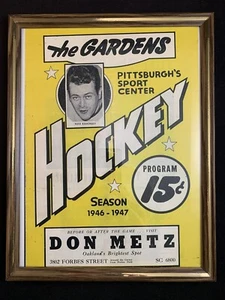 the GARDENS
PITTSBURGH'S
SPORT
CENTER
HOCKEY
SEASON
1946 - 1947
PROGRAM
15¢
BEFORE OR AFTER THE GAME VISIT
DON METZ
Oakland's Brightest Spot
3802 FORBES STREET
SC. 6900